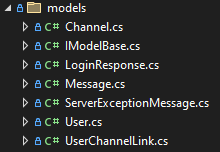 models
C# Channel.cs
C# IModelBase.cs
C# LoginResponse.cs
C# Message.cs
C# ServerExceptionMessage.cs
C# User.cs
C# UserChannelLink.cs